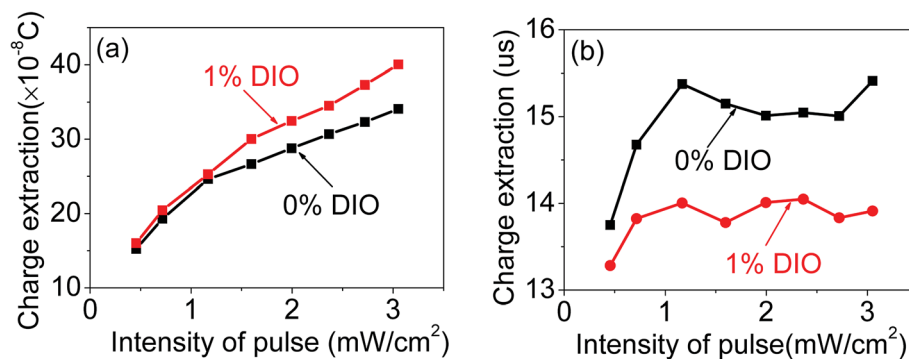 (a)
Charge extraction(×10⁻⁸C)
40
30
20
10
1% DIO
0% DIO
0
1
2
3
Intensity of pulse (mW/cm²)
(b)
Charge extraction (us)
16
15
14
13
0% DIO
1% DIO
0
1
2
3
Intensity of pulse(mW/cm²)